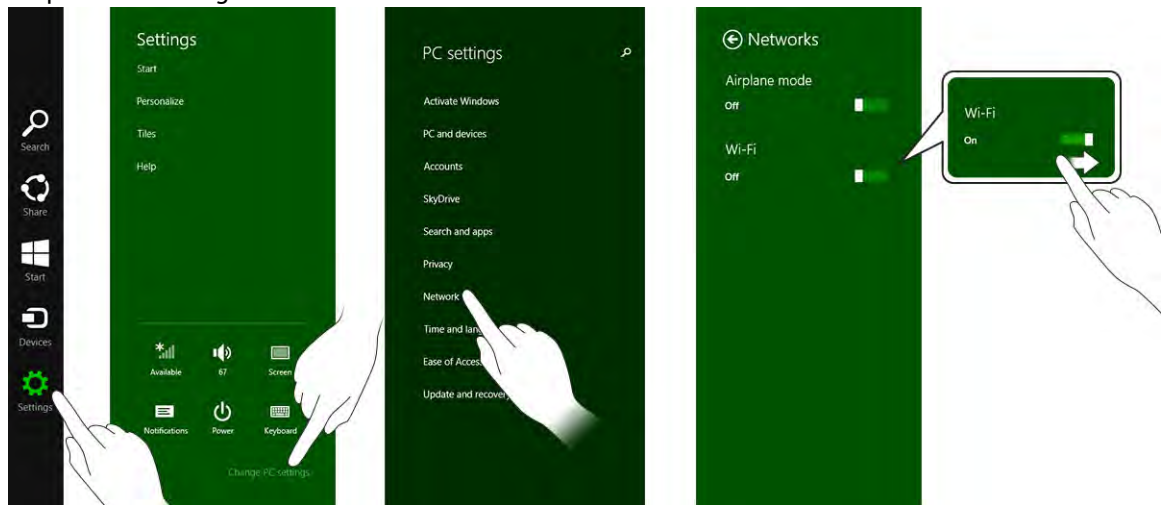 Search
Share
Start
Devices
Settings
Settings
Start
Personalize
Tiles
Help
Available
67
Screen
Notifications
Power
Keyboard
Change PC settings
PC settings
Activate Windows
PC and devices
Accounts
SkyDrive
Search and apps
Privacy
Network
Time and lan
Ease of Access
Update and recovery
Networks
Airplane mode
Off
Wi-Fi
Off
Wi-Fi
On